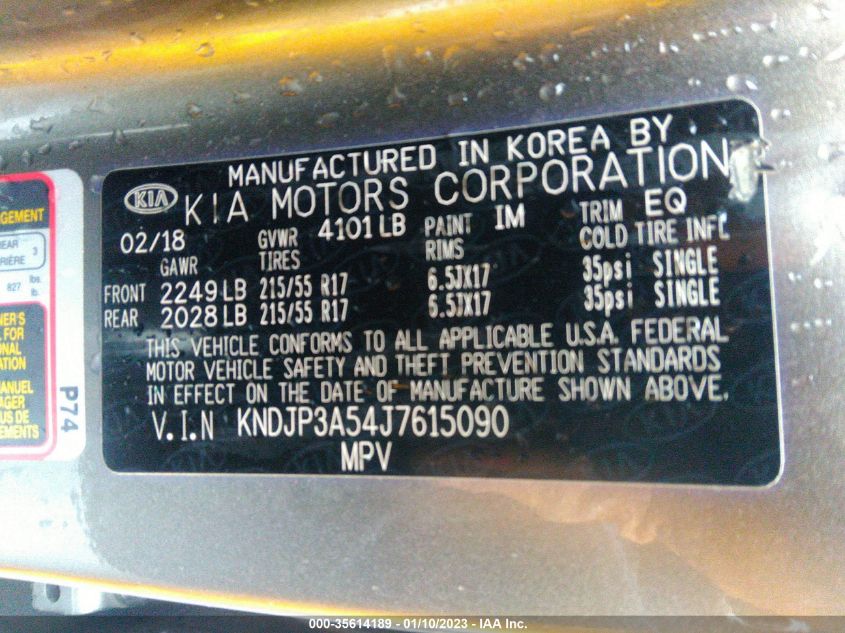 MANUFACTURED IN KOREA BY
KIA KIA MOTORS CORPORATION
02/18 GVWR 4101 LB PAINT IM TRIM EQ
GAWR TIRES RIMS COLD TIRE INFL
FRONT 2249 LB 215/55 R17 6.5JX17 35psi SINGLE
REAR 2028 LB 215/55 R17 6.5JX17 35psi SINGLE
THIS VEHICLE CONFORMS TO ALL APPLICABLE U.S.A. FEDERAL
MOTOR VEHICLE SAFETY AND THEFT PREVENTION STANDARDS
IN EFFECT ON THE DATE OF MANUFACTURE SHOWN ABOVE.
V.I.N KNDJP3A54J7615090
MPV
3
827 lbs.
lb.
P74
000-35614189 - 01/10/2023 - IAA Inc.